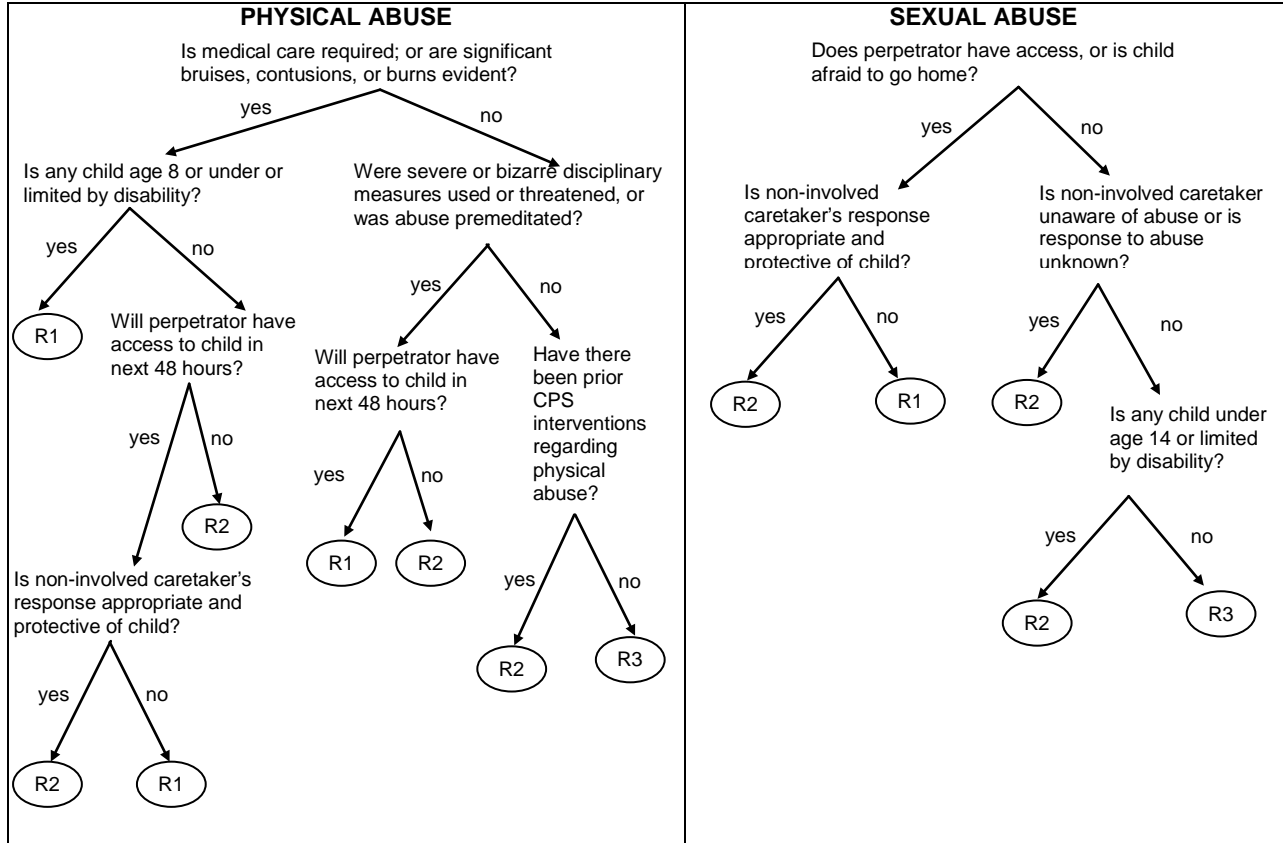 PHYSICAL ABUSE
Is medical care required; or are significant
bruises, contusions, or burns evident?
yes
no
Is any child age 8 or under or
limited by disability?
yes
no
R1
Will perpetrator have
access to child in
next 48 hours?
yes
no
R2
Is non-involved caretaker's
response appropriate and
protective of child?
yes
no
R2
R1
Were severe or bizarre disciplinary
measures used or threatened, or
was abuse premeditated?
yes
no
Will perpetrator have
access to child in
next 48 hours?
yes
no
R1
R2
Have there
been prior
CPS
interventions
regarding
physical
abuse?
yes
no
R2
R3
SEXUAL ABUSE
Does perpetrator have access, or is child
afraid to go home?
yes
no
Is non-involved
caretaker's response
appropriate and
protective of child?
yes
no
R2
R1
Is non-involved caretaker
unaware of abuse or is
response to abuse
unknown?
yes
no
R2
Is any child under
age 14 or limited
by disability?
yes
no
R2
R3